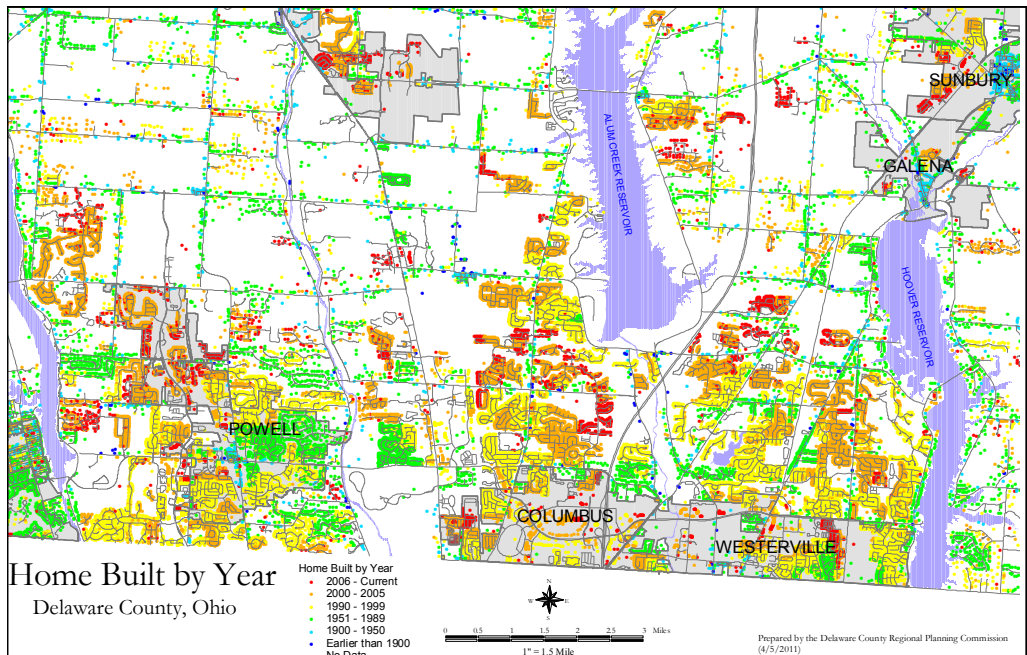 SUNBURY
GALENA
ALUM CREEK RESERVOIR
HOOVER RESERVOIR
POWELL
COLUMBUS
WESTERVILLE
Home Built by Year
Delaware County, Ohio
Home Built by Year
2006 - Current
2000 - 2005
1990 - 1999
1951 - 1989
1900 - 1950
Earlier than 1900
No Data
N
W E
S
0 0.5 1 1.5 2 2.5 3 Miles
1" = 1.5 Mile
Prepared by the Delaware County Regional Planning Commission
(4/5/2011)